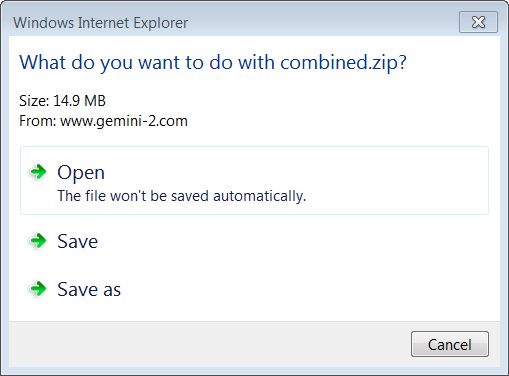 Windows Internet Explorer
What do you want to do with combined.zip?
Size: 14.9 MB
From: www.gemini-2.com
Open
The file won't be saved automatically.
Save
Save as
Cancel